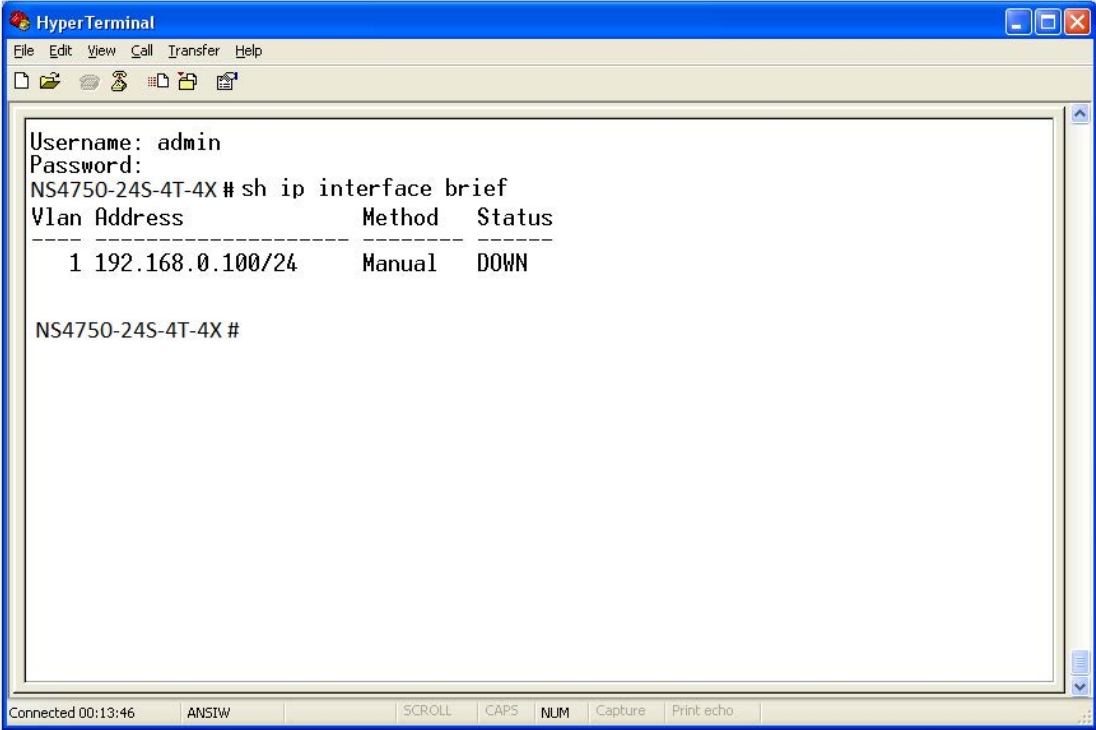 HyperTerminal
File Edit View Call Transfer Help
Username: admin
Password:
NS4750-24S-4T-4X # sh ip interface brief
Vlan Address Method Status
---- -------------------- -------- ------
1 192.168.0.100/24 Manual DOWN
NS4750-24S-4T-4X #
Connected 00:13:46 ANSIW SCROLL CAPS NUM Capture Print echo